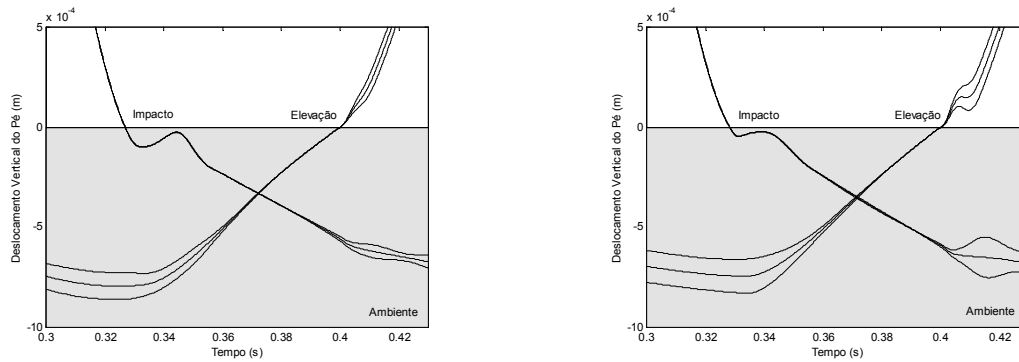 x 10⁻⁴
5
0
-5
-10
Deslocamento Vertical do Pé (m)
Impacto
Elevação
Ambiente
0.3 0.32 0.34 0.36 0.38 0.4 0.42
Tempo (s)
x 10⁻⁴
5
0
-5
-10
Deslocamento Vertical do Pé (m)
Impacto
Elevação
Ambiente
0.3 0.32 0.34 0.36 0.38 0.4 0.42
Tempo (s)